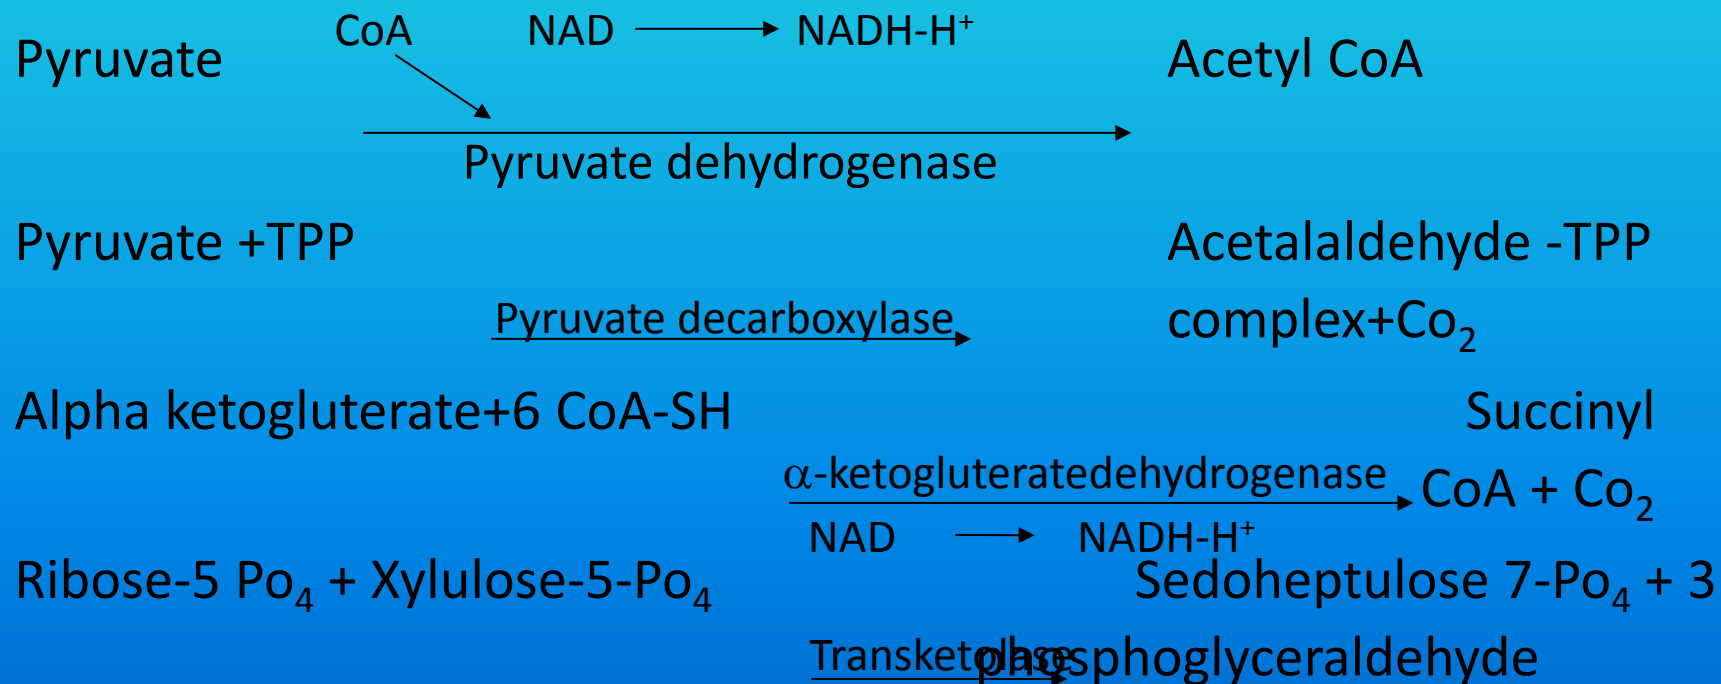 CoA NAD NADH-H⁺
Pyruvate Acetyl CoA
Pyruvate dehydrogenase
Pyruvate +TPP Acetalaldehyde -TPP
Pyruvate decarboxylase complex+Co₂
Alpha ketogluterate+6 CoA-SH Succinyl
α-ketogluteratedehydrogenase CoA + Co₂
NAD NADH-H⁺
Ribose-5 Po₄ + Xylulose-5-Po₄ Sedoheptulose 7-Po₄ + 3
Transketolase phosphoglyceraldehyde